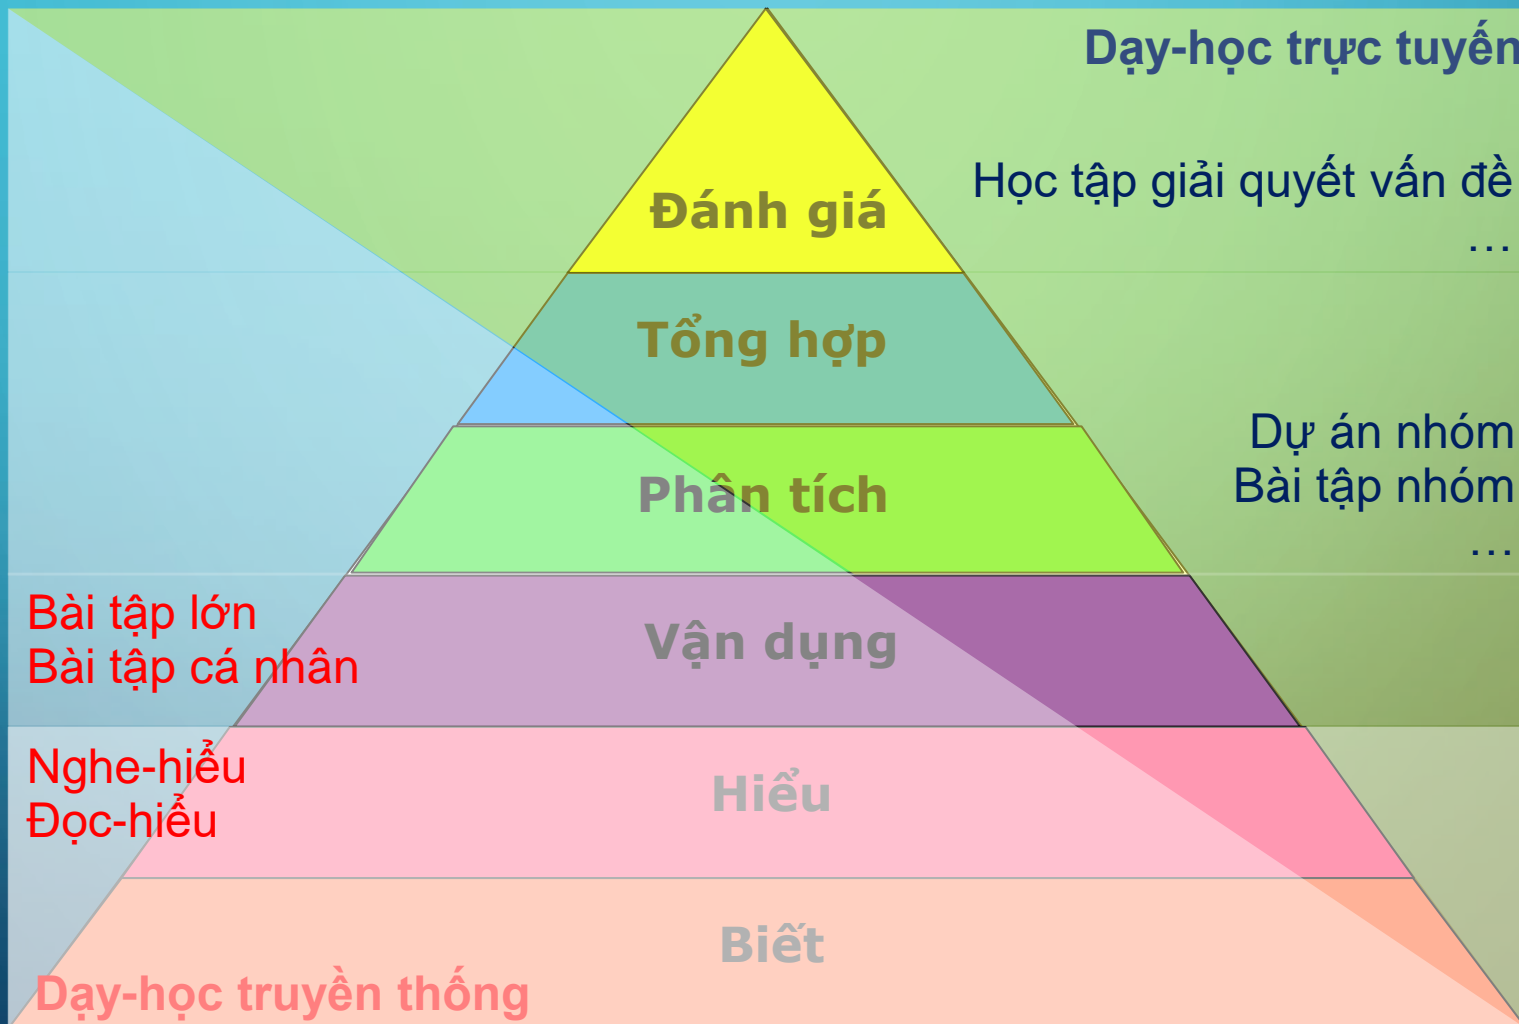 Dạy-học trực tuyến
Học tập giải quyết vấn đề
…
Đánh giá
Tổng hợp
Dự án nhóm
Bài tập nhóm
…
Phân tích
Bài tập lớn
Bài tập cá nhân
Vận dụng
Nghe-hiểu
Đọc-hiểu
Hiểu
Biết
Dạy-học truyền thống